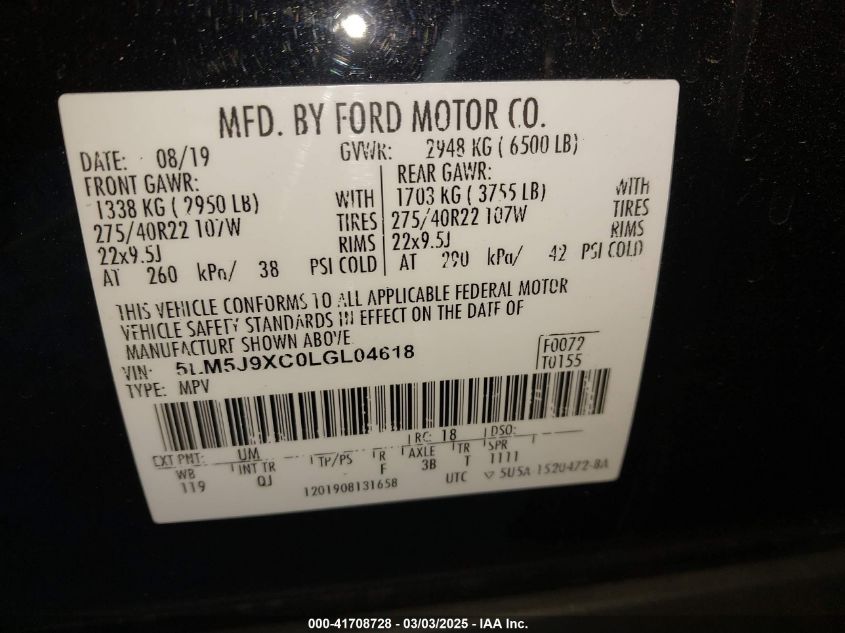 MFD. BY FORD MOTOR CO.
DATE: 08/19 GVWR: 2948 KG ( 6500 LB)
FRONT GAWR: REAR GAWR:
1338 KG ( 2950 LB) WITH 1703 KG ( 3755 LB) WITH
275/40R22 107W TIRES 275/40R22 107W TIRES
22x9.5J RIMS 22x9.5J RIMS
AT 260 kPa/ 38 PSI COLD AT 290 kPa/ 42 PSI COLD
THIS VEHICLE CONFORMS TO ALL APPLICABLE FEDERAL MOTOR
VEHICLE SAFETY STANDARDS IN EFFECT ON THE DATE OF
MANUFACTURE SHOWN ABOVE
VIN: 5LM5J9XC0LGL04618 F0072
TYPE: MPV T0155
EXT PNT: UM RC: 18 DSO:
WB INT TR TP/PS R AXLE TR SPR
119 QJ F 3B T 1111
1201908131658 UTC ▽ 5U5A-1520472-BA
000-41708728 - 03/03/2025 - IAA Inc.